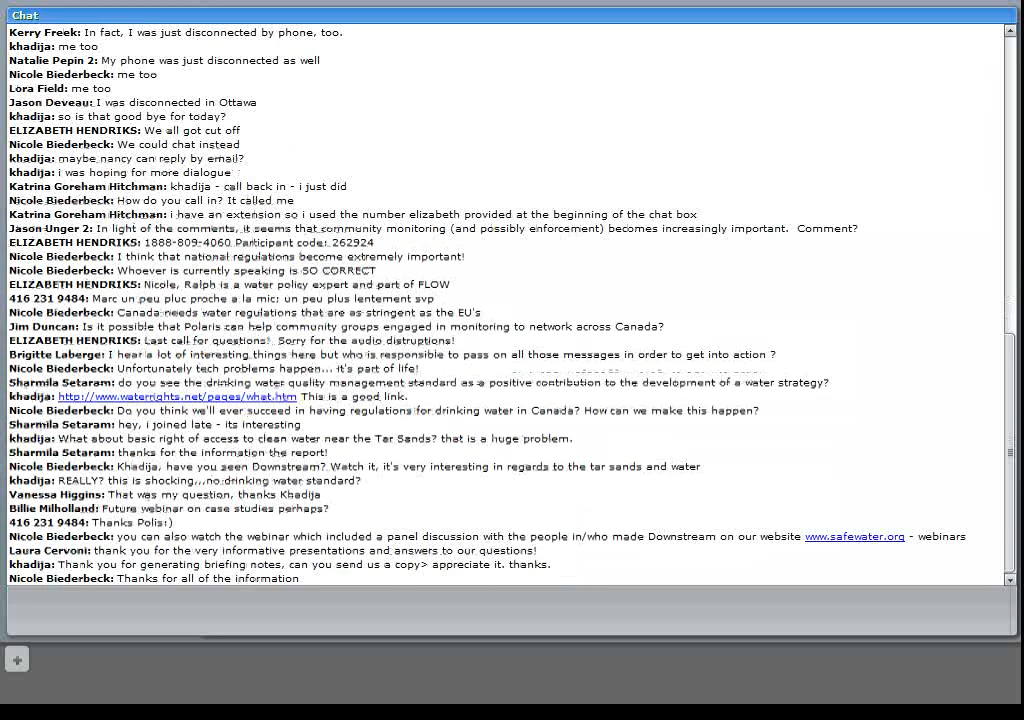 Chat
Kerry Freek: In fact, I was just disconnected by phone, too.
khadija: me too
Natalie Pepin 2: My phone was just disconnected as well
Nicole Biederbeck: me too
Lora Field: me too
Jason Deveau: I was disconnected in Ottawa
khadija: so is that good bye for today?
ELIZABETH HENDRIKS: We all got cut off
Nicole Biederbeck: We could chat instead
khadija: maybe nancy can reply by email?
khadija: i was hoping for more dialogue
Katrina Goreham Hitchman: khadija - call back in - i just did
Nicole Biederbeck: How do you call in? It called me
Katrina Goreham Hitchman: i have an extension so i used the number elizabeth provided at the beginning of the chat box
Jason Unger 2: In light of the comments, it seems that community monitoring (and possibly enforcement) becomes increasingly important.  Comment?
ELIZABETH HENDRIKS: 1888-809-4060 Participant code: 262924
Nicole Biederbeck: I think that national regulations become extremely important!
Nicole Biederbeck: Whoever is currently speaking is SO CORRECT
ELIZABETH HENDRIKS: Nicole, Ralph is a water policy expert and part of FLOW
416 231 9484: Marc un peu pluc proche a la mic; un peu plus lentement svp
Nicole Biederbeck: Canada needs water regulations that are as stringent as the EU's
Jim Duncan: Is it possible that Polaris can help community groups engaged in monitoring to network across Canada?
ELIZABETH HENDRIKS: Last call for questions!  Sorry for the audio distruptions!
Brigitte Laberge: I hear a lot of interesting things here but who is responsible to pass on all those messages in order to get into action ?
Nicole Biederbeck: Unfortunately tech problems happen... it's part of life!
Sharmila Setaram: do you see the drinking water quality management standard as a positive contribution to the development of a water strategy?
khadija: http://www.waterrights.net/pages/what.htm This is a good link.
Nicole Biederbeck: Do you think we'll ever succeed in having regulations for drinking water in Canada? How can we make this happen?
Sharmila Setaram: hey, i joined late - its interesting
khadija: What about basic right of access to clean water near the Tar Sands? that is a huge problem.
Sharmila Setaram: thanks for the information the report!
Nicole Biederbeck: Khadija, have you seen Downstream? Watch it, it's very interesting in regards to the tar sands and water
khadija: REALLY? this is shocking,,,no drinking water standard?
Vanessa Higgins: That was my question, thanks Khadija
Billie Milholland: Future webinar on case studies perhaps?
416 231 9484: Thanks Polis:)
Nicole Biederbeck: you can also watch the webinar which included a panel discussion with the people in/who made Downstream on our website www.safewater.org - webinars
Laura Cervoni: thank you for the very informative presentations and answers to our questions!
khadija: Thank you for generating briefing notes, can you send us a copy> appreciate it. thanks.
Nicole Biederbeck: Thanks for all of the information